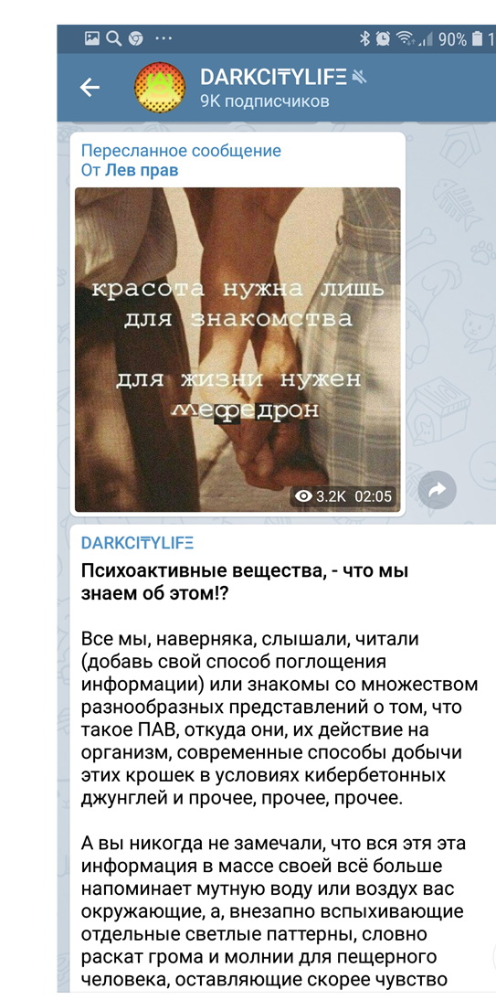 90% 1
DARKCITYLIFE
9K подписчиков
Пересланное сообщение
От Лев прав
красота нужна лишь
для знакомства
для жизни нужен
мефедрон
3.2K 02:05
DARKCITYLIFE
Психоактивные вещества, - что мы
знаем об этом!?
Все мы, наверняка, слышали, читали
(добавь свой способ поглощения
информации) или знакомы со множеством
разнообразных представлений о том, что
такое ПАВ, откуда они, их действие на
организм, современные способы добычи
этих крошек в условиях кибербетонных
джунглей и прочее, прочее, прочее.
А вы никогда не замечали, что вся этя эта
информация в массе своей всё больше
напоминает мутную воду или воздух вас
окружающие, а, внезапно вспыхивающие
отдельные светлые паттерны, словно
раскат грома и молнии для пещерного
человека, оставляющие скорее чувство